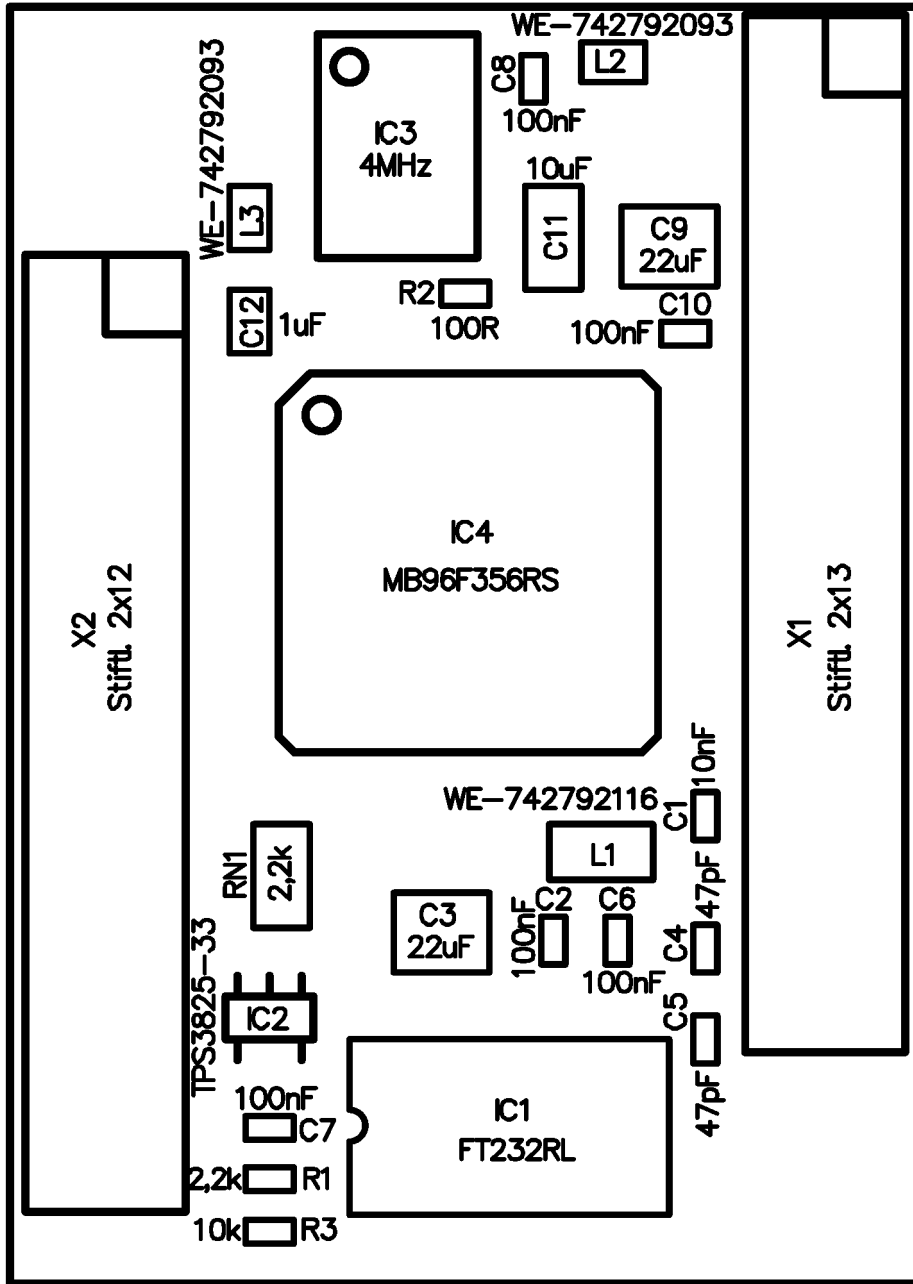 WE-742792093
L2
C8
100nF
WE-742792093
L3
IC3
4MHz
10uF
C11
C9
22uF
R2
100R
C10
100nF
C12
1uF
IC4
MB96F356RS
X2
Stiftl. 2x12
X1
Stiftl. 2x13
10nF
C1
WE-742792116
L1
RN1
2,2k
47pF
C4
C3
22uF
C2
100nF
C6
100nF
TPS3825-33
IC2
C5
47pF
100nF
C7
IC1
FT232RL
2,2k
R1
10k
R3